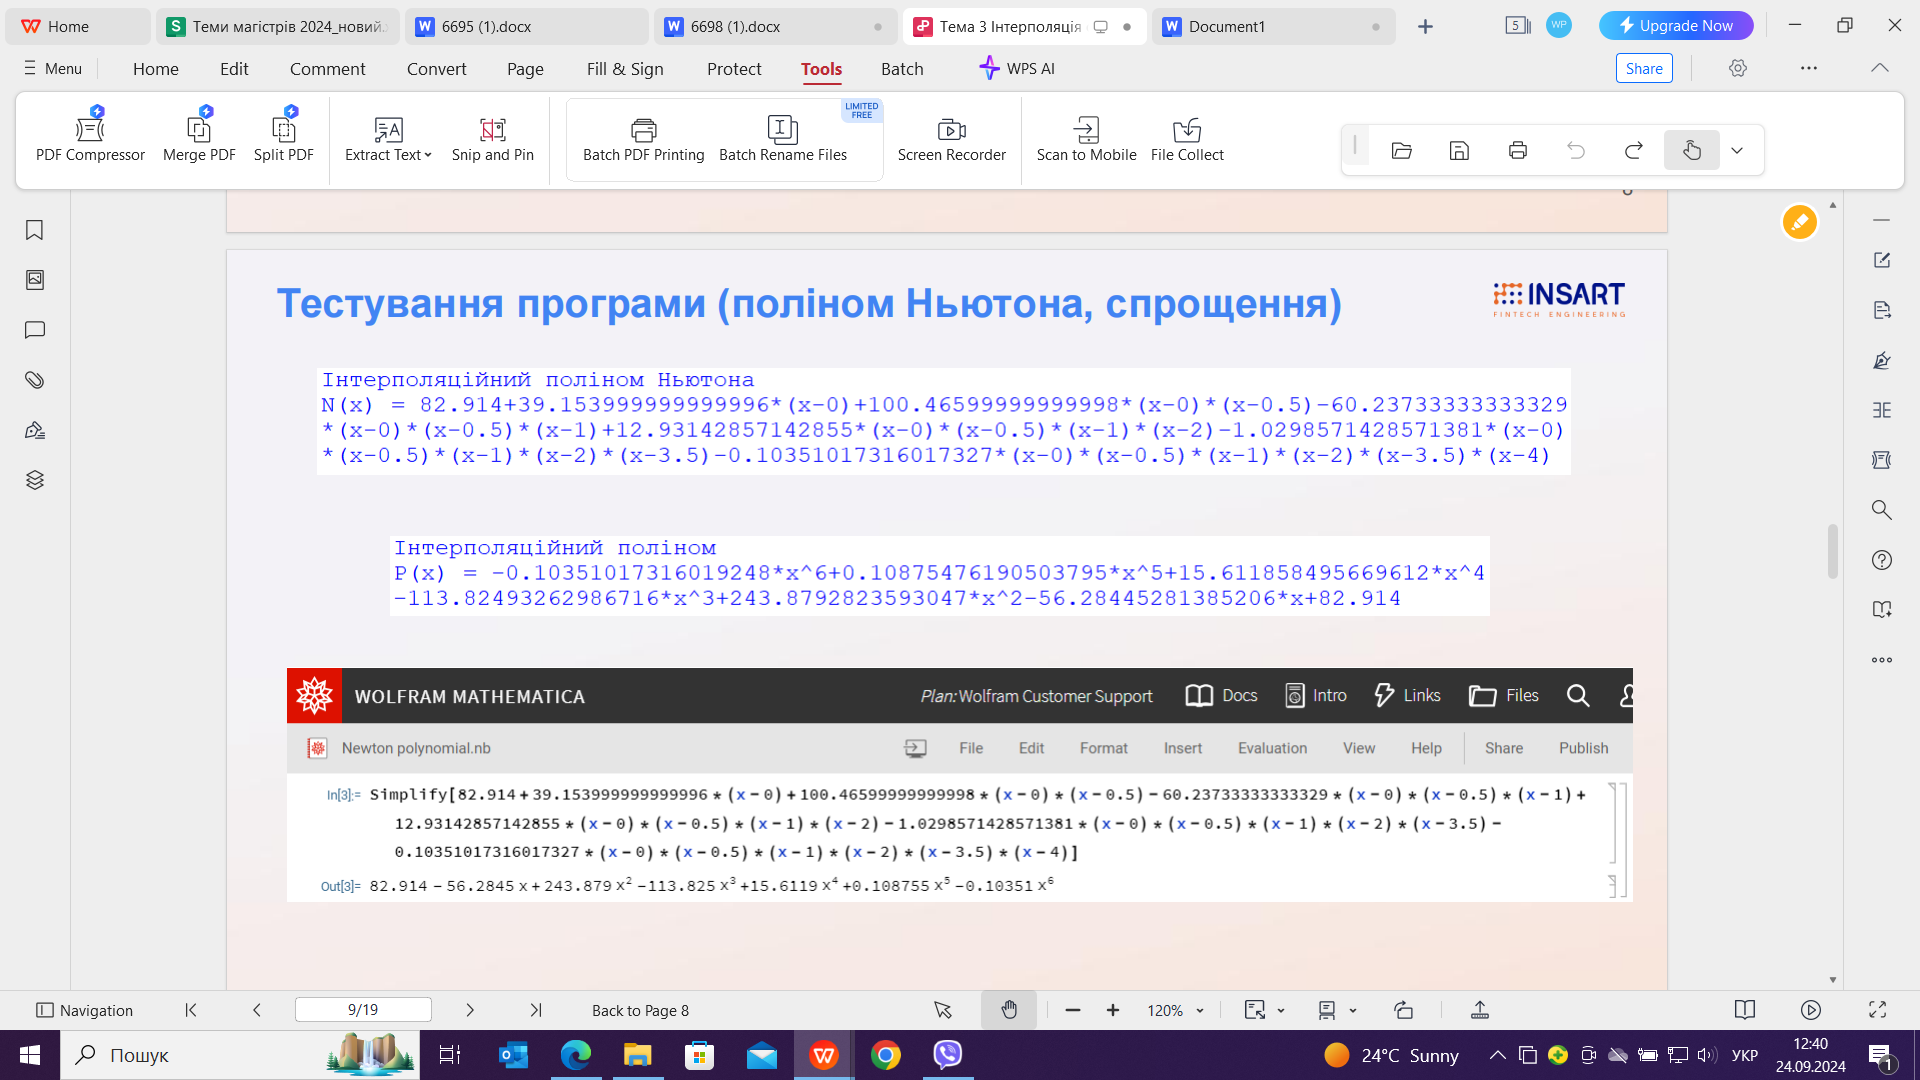 Home
Теми магістрів 2024_новий.x
6695 (1).docx
6698 (1).docx
Тема 3 Інтерполяція
Document1
5
WP
Upgrade Now
Menu
Home
Edit
Comment
Convert
Page
Fill & Sign
Protect
Tools
Batch
WPS AI
Share
PDF Compressor
Merge PDF
Split PDF
Extract Text
Snip and Pin
LIMITED
FREE
Batch PDF Printing
Batch Rename Files
Screen Recorder
Scan to Mobile
File Collect
Тестування програми (поліном Ньютона, спрощення)
INSART
FINTECH ENGINEERING
Інтерполяційний поліном Ньютона
N(x) = 82.914+39.153999999999996*(x-0)+100.46599999999998*(x-0)*(x-0.5)-60.23733333333329
*(x-0)*(x-0.5)*(x-1)+12.93142857142855*(x-0)*(x-0.5)*(x-1)*(x-2)-1.0298571428571381*(x-0)
*(x-0.5)*(x-1)*(x-2)*(x-3.5)-0.10351017316017327*(x-0)*(x-0.5)*(x-1)*(x-2)*(x-3.5)*(x-4)
Інтерполяційний поліном
P(x) = -0.10351017316019248*x^6+0.10875476190503795*x^5+15.611858495669612*x^4
-113.82493262986716*x^3+243.8792823593047*x^2-56.28445281385206*x+82.914
WOLFRAM MATHEMATICA
Plan: Wolfram Customer Support
Docs
Intro
Links
Files
Newton polynomial.nb
File
Edit
Format
Insert
Evaluation
View
Help
Share
Publish
In[3]:= Simplify[82.914+39.153999999999996*(x-0)+100.46599999999998*(x-0)*(x-0.5)-60.23733333333329*(x-0)*(x-0.5)*(x-1)+
12.93142857142855*(x-0)*(x-0.5)*(x-1)*(x-2)-1.0298571428571381*(x-0)*(x-0.5)*(x-1)*(x-2)*(x-3.5)-
0.10351017316017327*(x-0)*(x-0.5)*(x-1)*(x-2)*(x-3.5)*(x-4)]
Out[3]= 82.914 - 56.2845 x + 243.879 x² - 113.825 x³ + 15.6119 x⁴ + 0.108755 x⁵ - 0.10351 x⁶
Navigation
9/19
Back to Page 8
120%
Пошук
24°C Sunny
УКР
12:40
24.09.2024
1